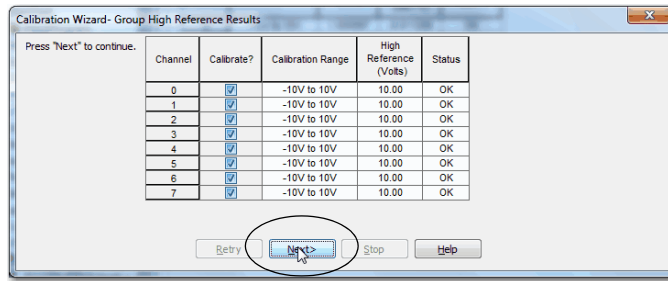 Calibration Wizard- Group High Reference Results
Press "Next" to continue.
Channel Calibrate? Calibration Range High Reference (Volts) Status
0 -10V to 10V 10.00 OK
1 -10V to 10V 10.00 OK
2 -10V to 10V 10.00 OK
3 -10V to 10V 10.00 OK
4 -10V to 10V 10.00 OK
5 -10V to 10V 10.00 OK
6 -10V to 10V 10.00 OK
7 -10V to 10V 10.00 OK
Retry Next> Stop Help